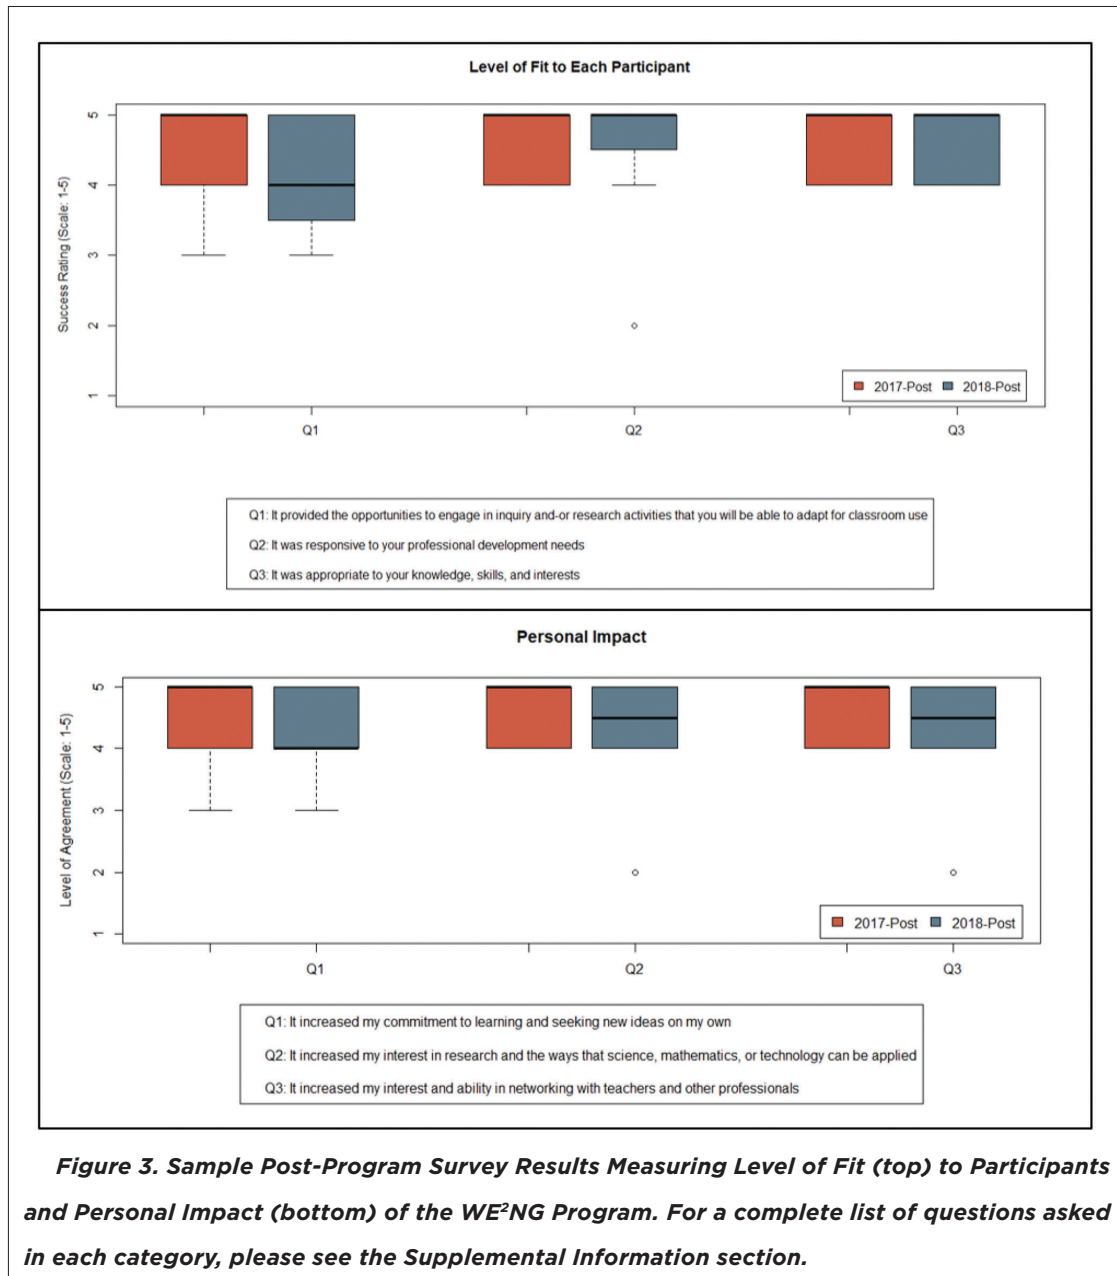 Level of Fit to Each Participant
Success Rating (Scale: 1-5)
5
4
3
2
1
2017-Post 2018-Post
Q1 Q2 Q3
Q1: It provided the opportunities to engage in inquiry and-or research activities that you will be able to adapt for classroom use
Q2: It was responsive to your professional development needs
Q3: It was appropriate to your knowledge, skills, and interests
Personal Impact
Level of Agreement (Scale: 1-5)
5
4
3
2
1
2017-Post 2018-Post
Q1 Q2 Q3
Q1: It increased my commitment to learning and seeking new ideas on my own
Q2: It increased my interest in research and the ways that science, mathematics, or technology can be applied
Q3: It increased my interest and ability in networking with teachers and other professionals
Figure 3. Sample Post-Program Survey Results Measuring Level of Fit (top) to Participants
and Personal Impact (bottom) of the WE²NG Program. For a complete list of questions asked
in each category, please see the Supplemental Information section.